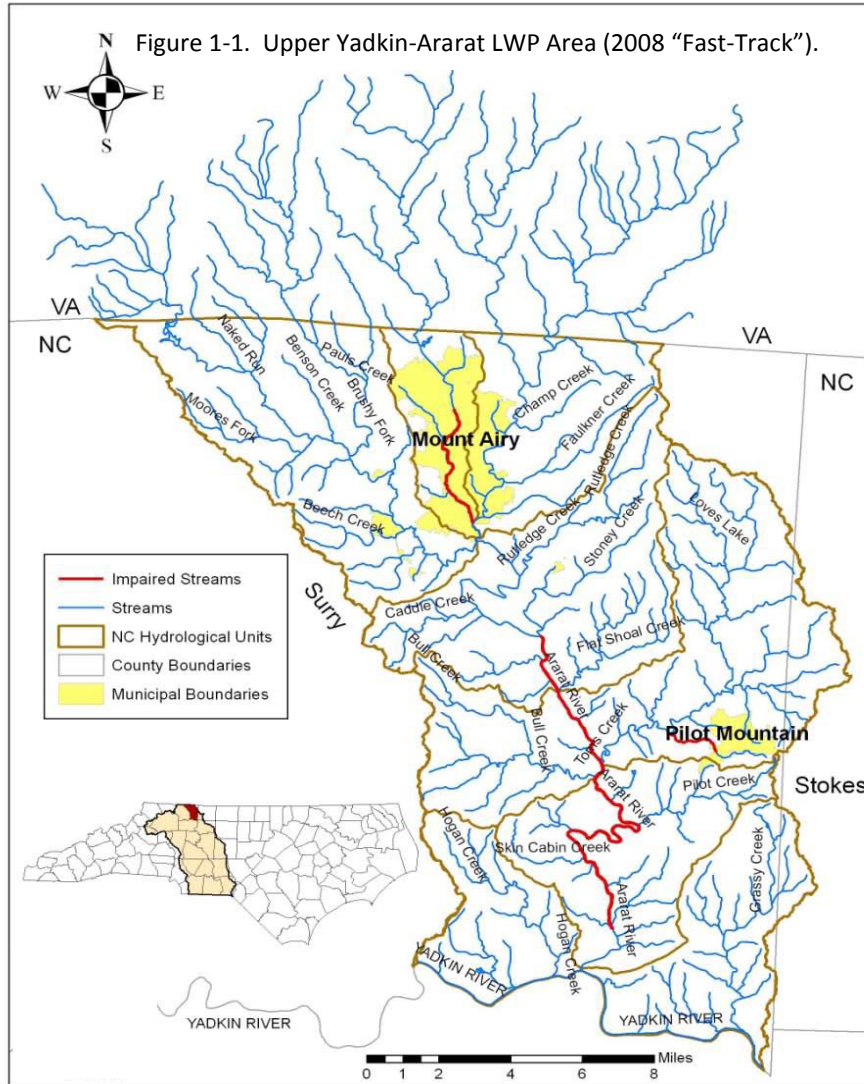 Figure 1-1. Upper Yadkin-Ararat LWP Area (2008 “Fast-Track”).
N
W
E
S
VA
VA
NC
NC
Naked Run
Benson Creek
Pauls Creek
Brushy Fork
Moores Fork
Mount Airy
Champ Creek
Faulkner Creek
Rutledge Creek
Beech Creek
Rutledge Creek
Stoney Creek
Loves Lake
Impaired Streams
Streams
NC Hydrological Units
County Boundaries
Municipal Boundaries
Surry
Caddle Creek
Bull Creek
Flat Shoal Creek
Ararat River
Bull Creek
Toms Creek
Pilot Mountain
Ararat River
Pilot Creek
Stokes
Hogan Creek
Skin Cabin Creek
Grassy Creek
Ararat River
Hogan Creek
YADKIN RIVER
YADKIN RIVER
YADKIN RIVER
0 1 2 4 6 8 Miles